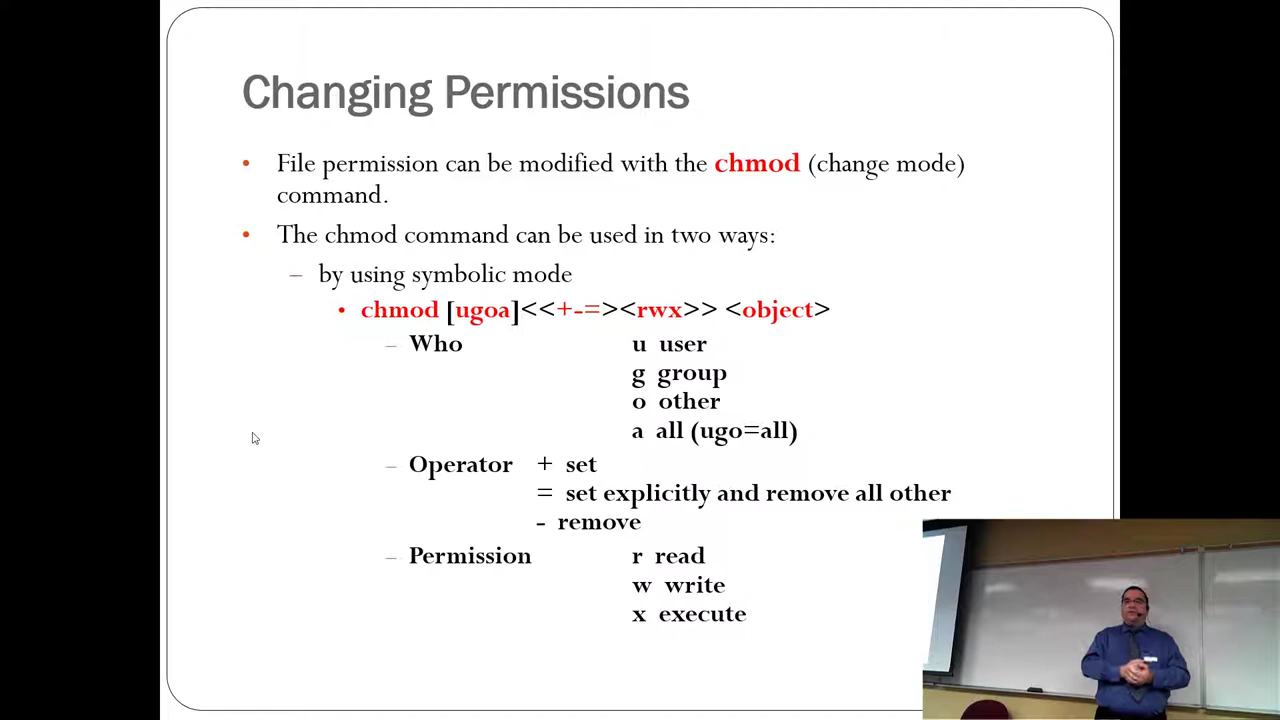 Changing Permissions
• File permission can be modified with the chmod (change mode)
command.
• The chmod command can be used in two ways:
– by using symbolic mode
• chmod [ugoa]<<+-=><rwx>> <object>
– Who u user
g group
o other
a all (ugo=all)
– Operator + set
= set explicitly and remove all other
- remove
– Permission r read
w write
x execute